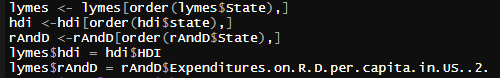 lymes <- lymes[order(lymes$State),]
hdi <-hdi[order(hdi$state),]
rAndD <-rAndD[order(rAndD$State),]
lymes$hdi = hdi$HDI
lymes$rAndD = rAndD$Expenditures.on.R.D.per.capita.in.US..2.